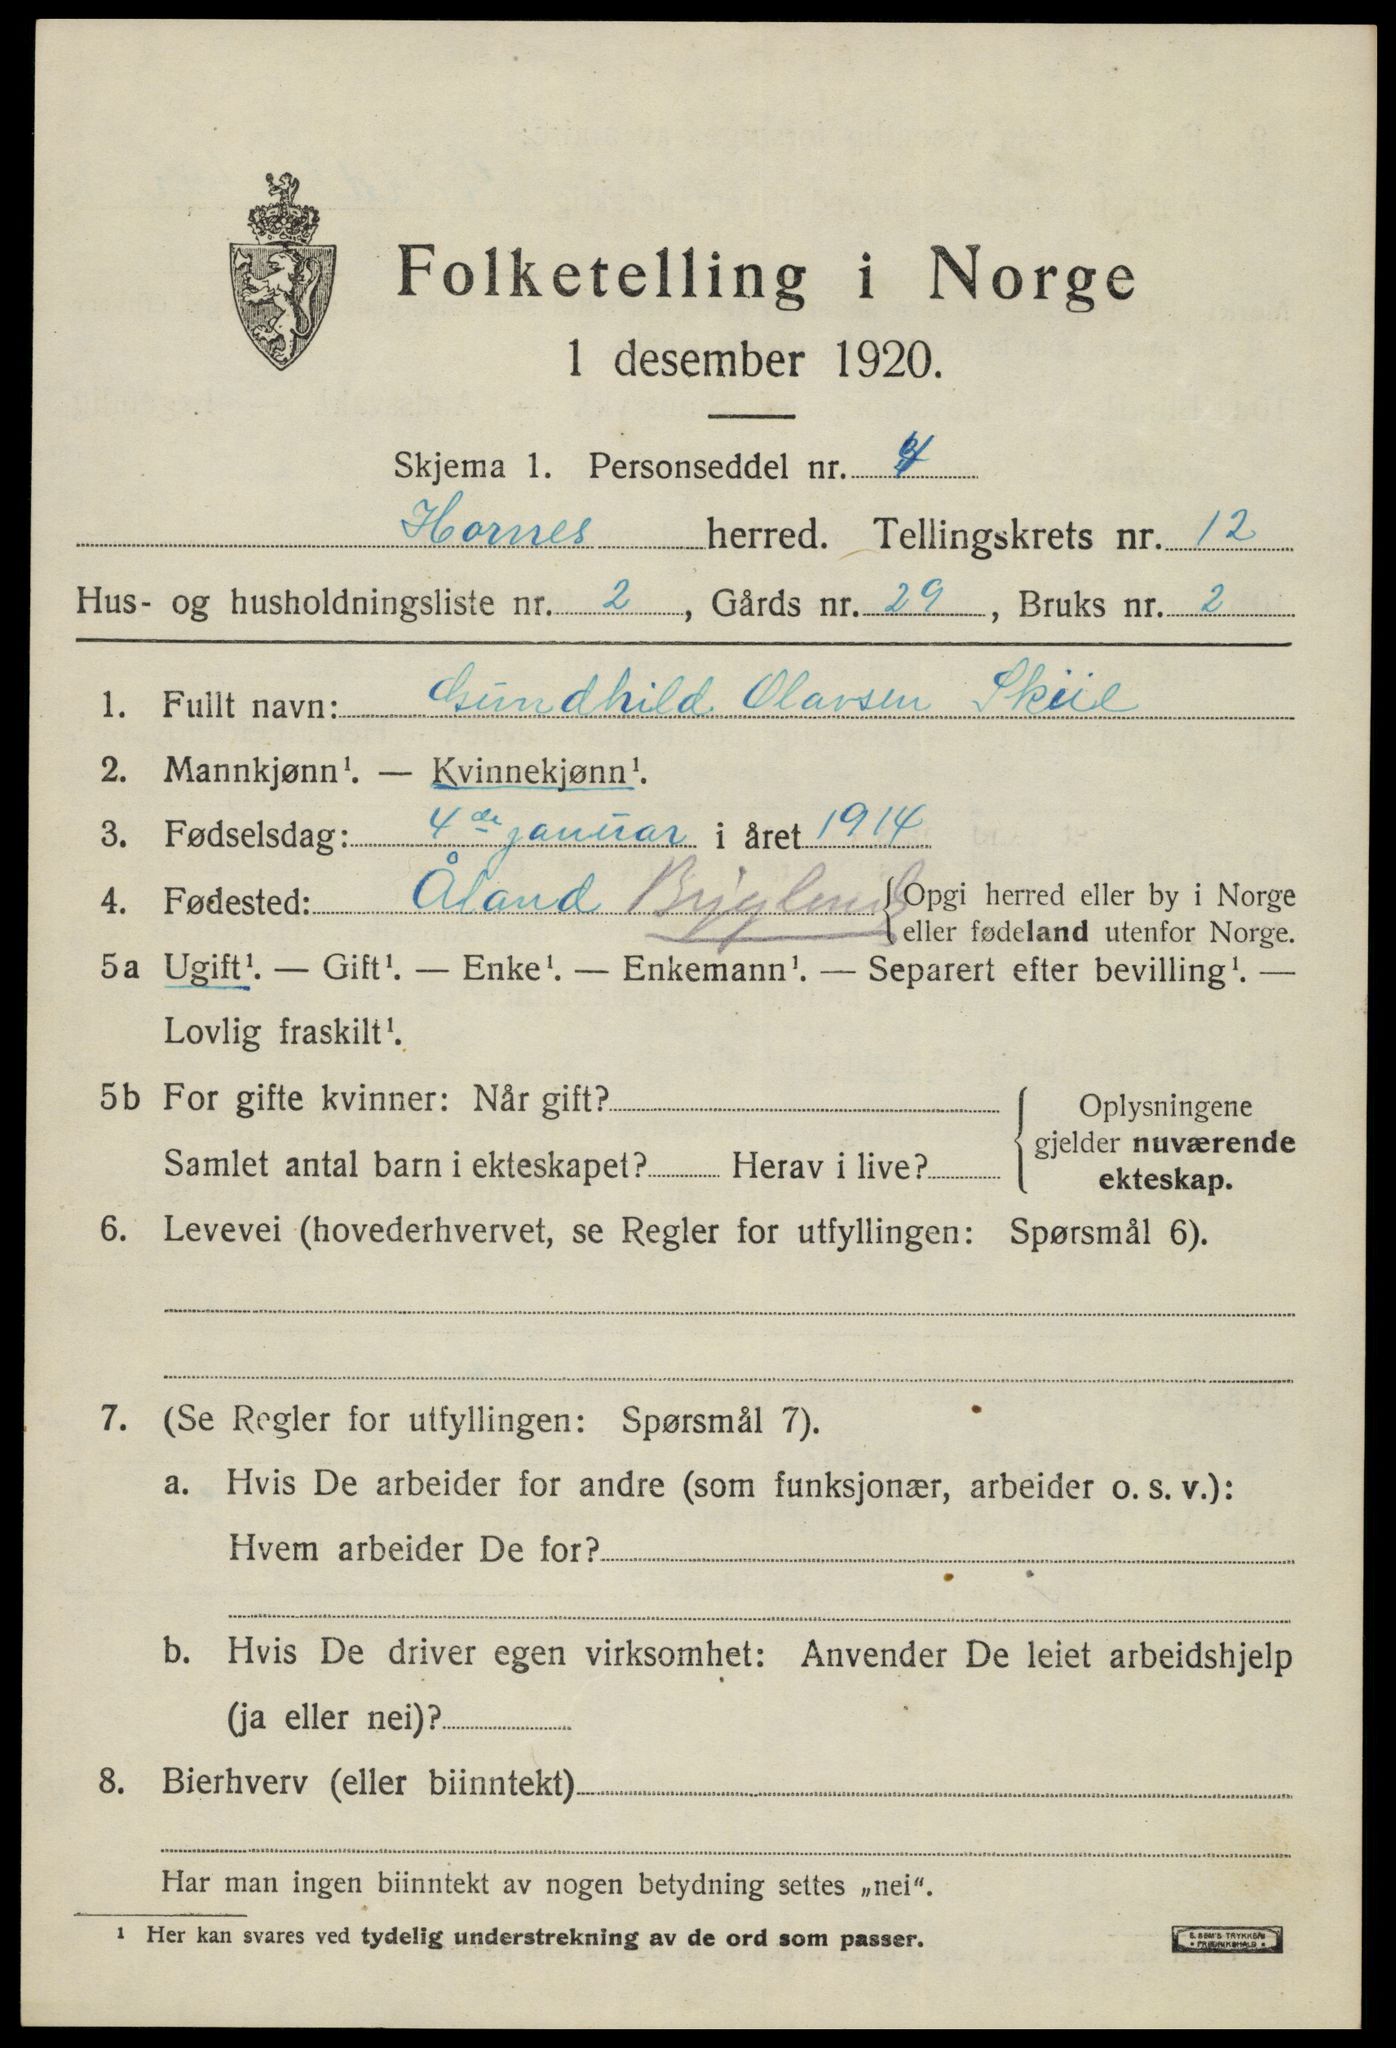 Folketelling i Norge
1 desember 1920.
Skjema 1. Personseddel nr. 4
Hornes herred. Tellingskrets nr. 12
Hus- og husholdningsliste nr. 2, Gårds nr. 29, Bruks nr. 2
1. Fullt navn: Gundhild Olavsen
2. Mannkjønn¹. — Kvinnekjønn¹.
3. Fødselsdag: 4de januar i året 1914
4. Fødested: Åland Bygland {Opgi herred eller by i Norge
eller fødeland utenfor Norge.
5a Ugift¹. — Gift¹. — Enke¹. — Enkemann¹. — Separert efter bevilling¹. —
Lovlig fraskilt¹.
5b For gifte kvinner: Når gift?
Samlet antal barn i ekteskapet? Herav i live?
{ Oplysningene
gjelder nuværende
ekteskap.
6. Levevei (hovederhvervet, se Regler for utfyllingen: Spørsmål 6).
7. (Se Regler for utfyllingen: Spørsmål 7).
a. Hvis De arbeider for andre (som funksjonær, arbeider o. s. v.):
Hvem arbeider De for?
b. Hvis De driver egen virksomhet: Anvender De leiet arbeidshjelp
(ja eller nei)?
8. Bierhverv (eller biinntekt)
Har man ingen biinntekt av nogen betydning settes „nei“.
¹ Her kan svares ved tydelig understrekning av de ord som passer.
E. SEM'S TRYKKERI
• FREDRIKSHALD •